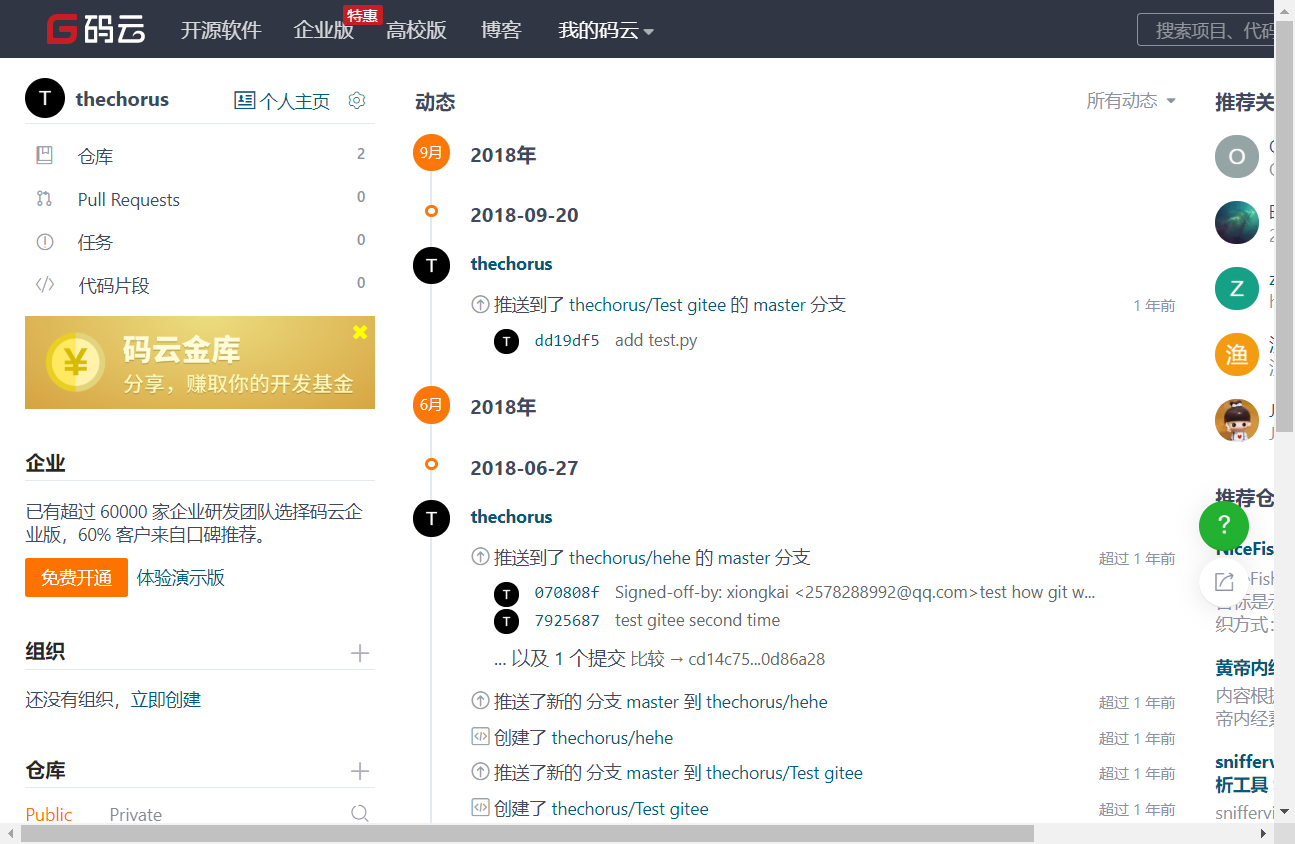 码云
开源软件
企业版
特惠
高校版
博客
我的码云
搜索项目、代码
T
thechorus
个人主页
仓库
2
Pull Requests
0
任务
0
代码片段
0
码云金库
分享，赚取你的开发基金
企业
已有超过 60000 家企业研发团队选择码云企
业版，60% 客户来自口碑推荐。
免费开通
体验演示版
组织
还没有组织，立即创建
仓库
Public
Private
动态
所有动态
9月
2018年
2018-09-20
T
thechorus
推送到了 thechorus/Test gitee 的 master 分支
1 年前
T
dd19df5 add test.py
6月
2018年
2018-06-27
T
thechorus
推送到了 thechorus/hehe 的 master 分支
超过 1 年前
T
070808f Signed-off-by: xiongkai <2578288992@qq.com>test how git w...
T
7925687 test gitee second time
... 以及 1 个提交 比较 → cd14c75...0d86a28
推送了新的 分支 master 到 thechorus/hehe
超过 1 年前
创建了 thechorus/hehe
超过 1 年前
推送了新的 分支 master 到 thechorus/Test gitee
超过 1 年前
创建了 thechorus/Test gitee
超过 1 年前
推荐关
O
Z
渔
推荐仓
?
NiceFis
织方式：
黄帝内经
内容根据
帝内经素
snifferv
析工具
sniffervi